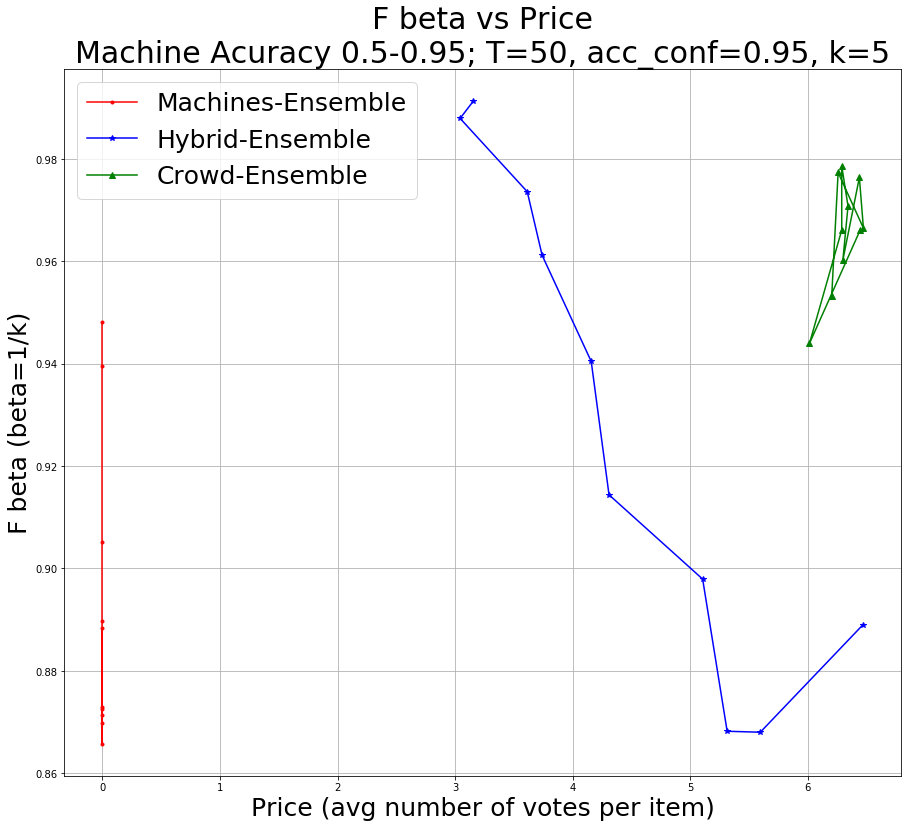 F beta vs Price
Machine Acuracy 0.5-0.95; T=50, acc_conf=0.95, k=5
Machines-Ensemble
Hybrid-Ensemble
Crowd-Ensemble
F beta (beta=1/k)
0.98
0.96
0.94
0.92
0.90
0.88
0.86
0 1 2 3 4 5 6
Price (avg number of votes per item)